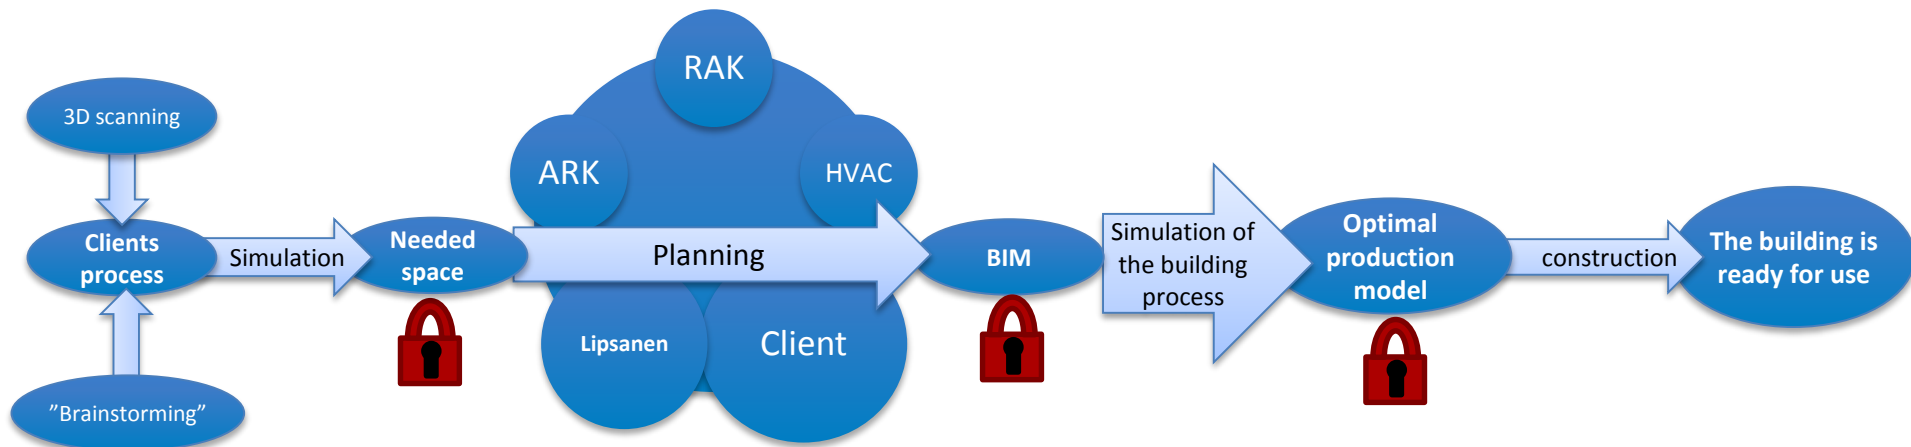 3D scanning
Clients
process
”Brainstorming”
Simulation
Needed
space
RAK
ARK
HVAC
Planning
Lipsanen
Client
BIM
Simulation of
the building
process
Optimal
production
model
construction
The building is
ready for use